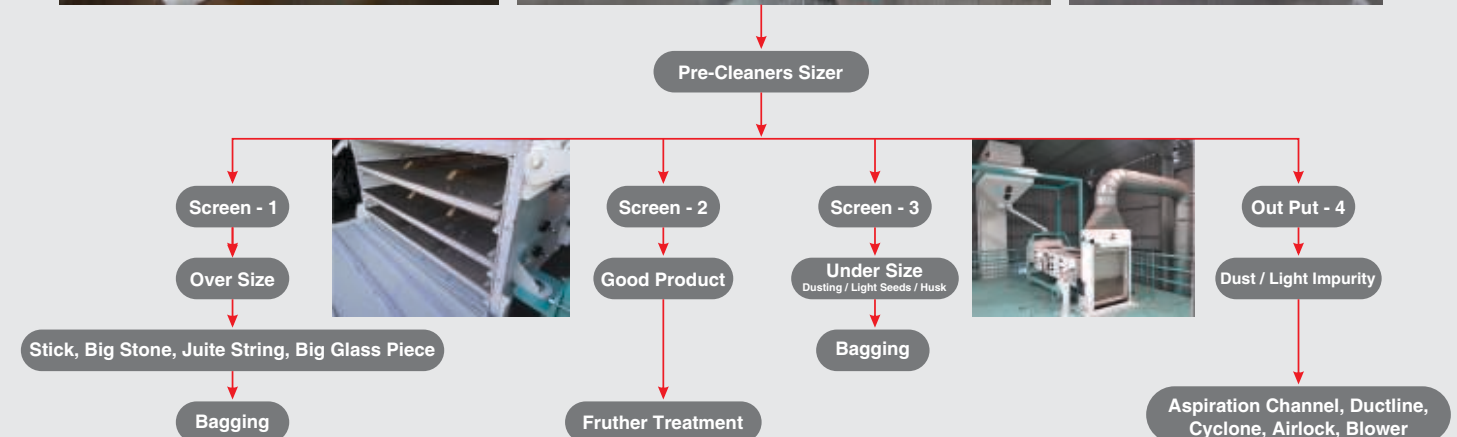 Pre-Cleaners Sizer
Screen - 1
Screen - 2
Screen - 3
Out Put - 4
Over Size
Good Product
Under Size
Dusting / Light Seeds / Husk
Dust / Light Impurity
Stick, Big Stone, Juite String, Big Glass Piece
Bagging
Bagging
Fruther Treatment
Aspiration Channel, Ductline,
Cyclone, Airlock, Blower